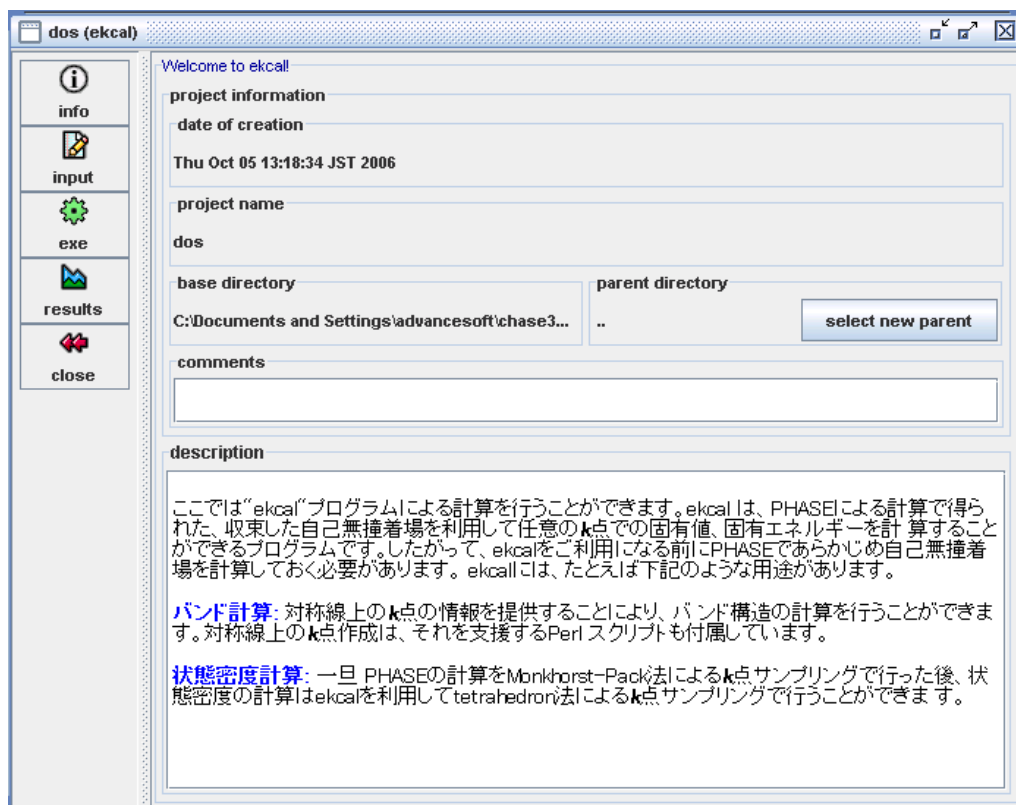 dos (ekcal)
info
input
exe
results
close
Welcome to ekcal!
project information
date of creation
Thu Oct 05 13:18:34 JST 2006
project name
dos
base directory
C:\Documents and Settings\advancesoft\chase3...
parent directory
..
select new parent
comments
description
ここでは"ekcal"プログラムによる計算を行うことができます。ekcal は、PHASEによる計算で得ら
れた、収束した自己無撞着場を利用して任意のk点での固有値、固有エネルギーを計 算すること
ができるプログラムです。したがって、ekcalをご利用になる前にPHASEであらかじめ自己無撞着
場を計算しておく必要があります。 ekcalには、たとえば下記のような用途があります。
バンド計算: 対称線上のk点の情報を提供することにより、バ ンド構造の計算を行うことができま
す。対称線上のk点作成は、それを支援するPerl スクリプトも付属しています。
状態密度計算: 一旦 PHASEの計算をMonkhorst-Pack法によるk点サンプリングで行った後、状
態密度の計算はekcalを利用してtetrahedron法によるk点サンプリングで行うことができま す。